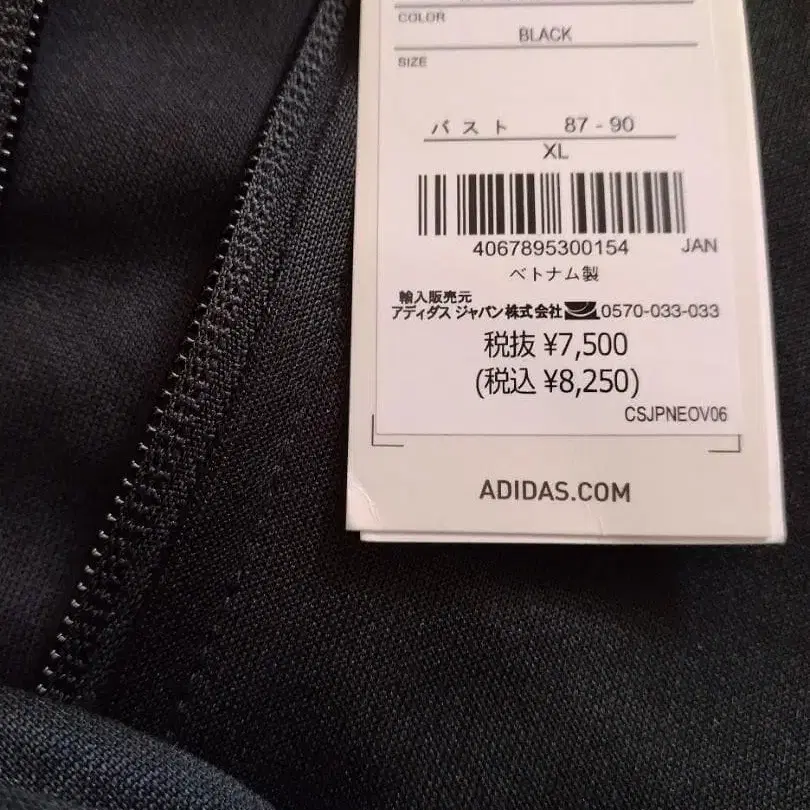 COLOR
BLACK
SIZE
バスト 87 - 90
XL
4067895300154 JAN
ベトナム製
輸入販売元
アディダス ジャパン株式会社 0570-033-033
税抜 ¥7,500
(税込 ¥8,250)
CSJPNEOV06
ADIDAS.COM